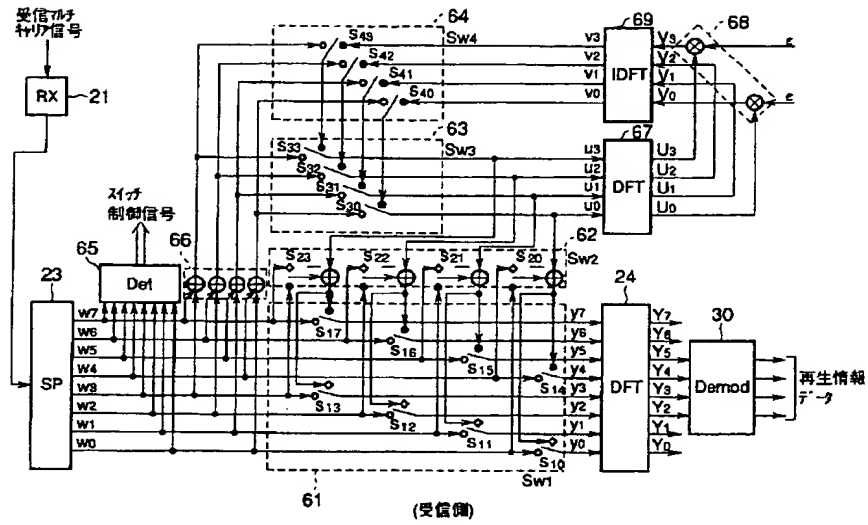 受信マルチ
キャリア信号
RX
21
スイッチ
制御信号
65
Det
66
23
SP
w7
w6
w5
w4
w3
w2
w1
w0
64
S43
S42
S41
S40
Sw4
63
Sw3
S33
S32
S31
S30
v3
v2
v1
v0
69
IDFT
V3
V2
V1
V0
68
e
e
u3
u2
u1
u0
67
DFT
U3
U2
U1
U0
62
Sw2
S23
S22
S21
S20
S17
S16
S15
S14
S13
S12
S11
S10
Sw1
61
y7
y6
y5
y4
y3
y2
y1
y0
24
DFT
Y7
Y6
Y5
Y4
Y3
Y2
Y1
Y0
30
Demod
再生情報
データ
(受信側)